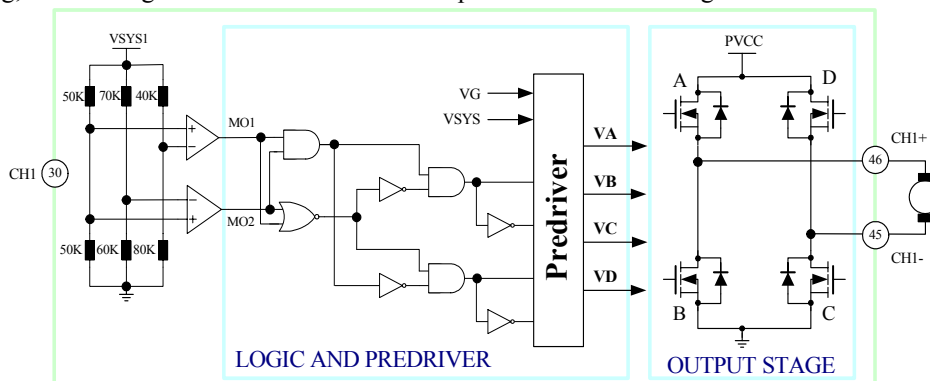 VSYS1
50K 70K 40K
CH1 30
+
−
−
+
MO1
MO2
50K 60K 80K
VG
VSYS
Predriver
VA
VB
VC
VD
LOGIC AND PREDRIVER
PVCC
A D
B C
46 CH1+
45 CH1-
OUTPUT STAGE